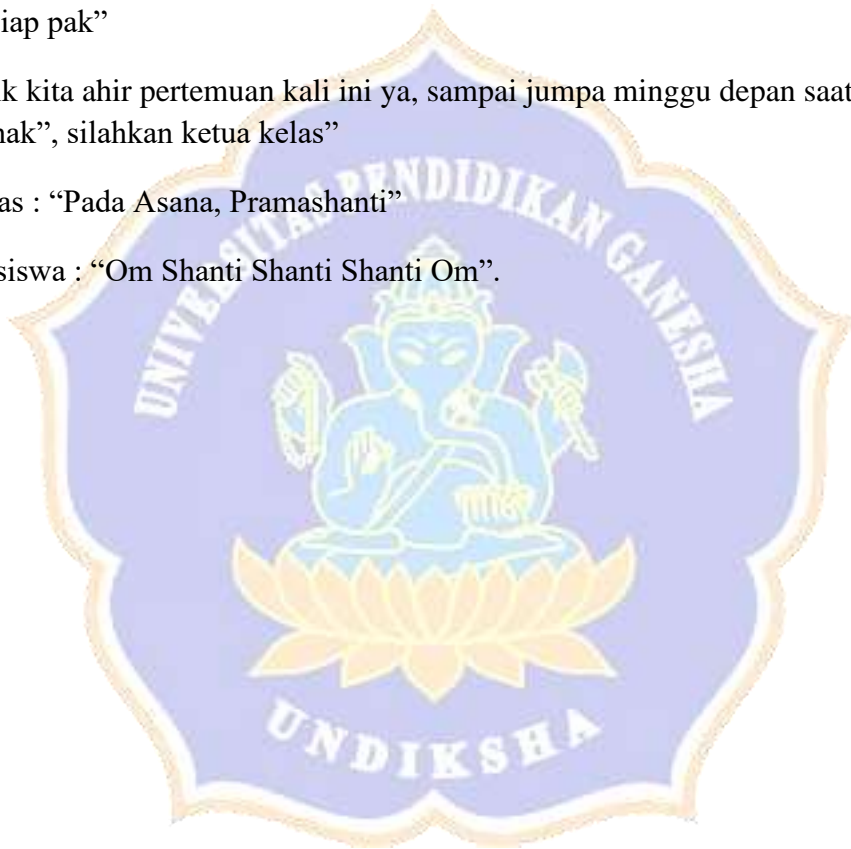 iap pak”
k kita ahir pertemuan kali ini ya, sampai jumpa minggu depan saat
nak”, silahkan ketua kelas”
as : “Pada Asana, Pramashanti”
siswa : “Om Shanti Shanti Shanti Om”.
UNIVERSITAS PENDIDIKAN GANESHA
UNDIKSHA